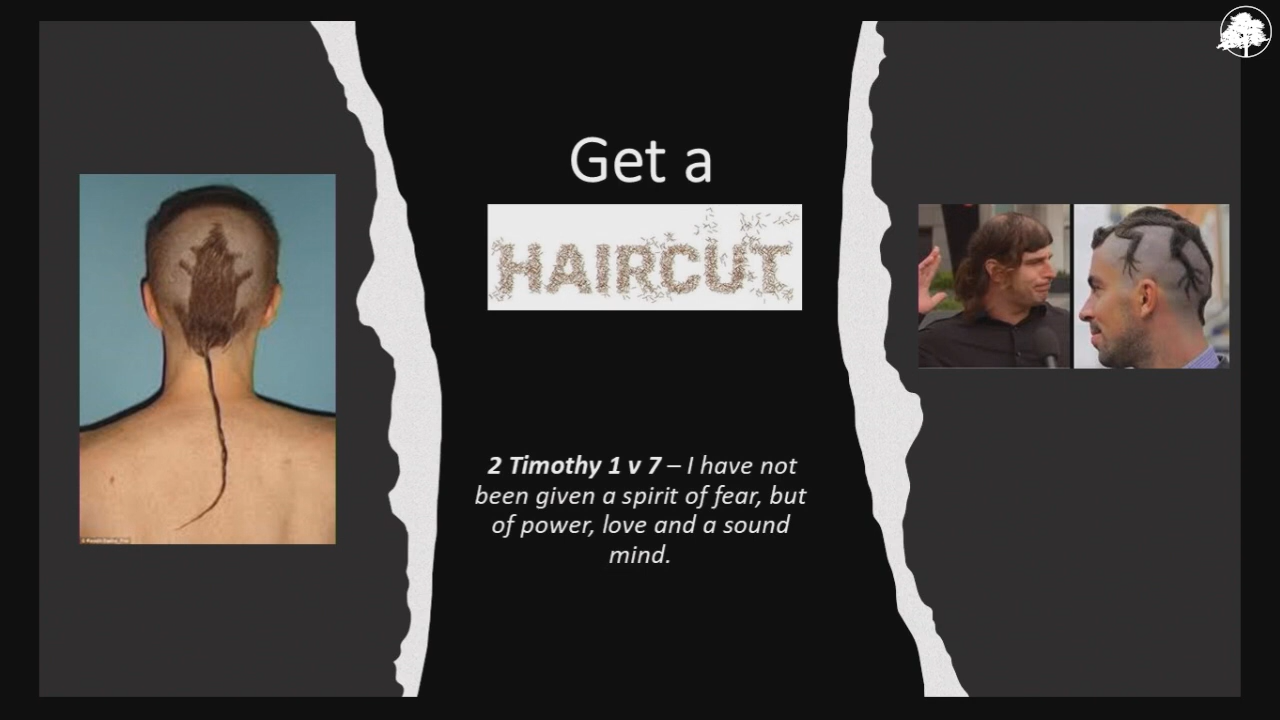 Get a
HAIRCUT
2 Timothy 1 v 7 – I have not
been given a spirit of fear, but
of power, love and a sound
mind.